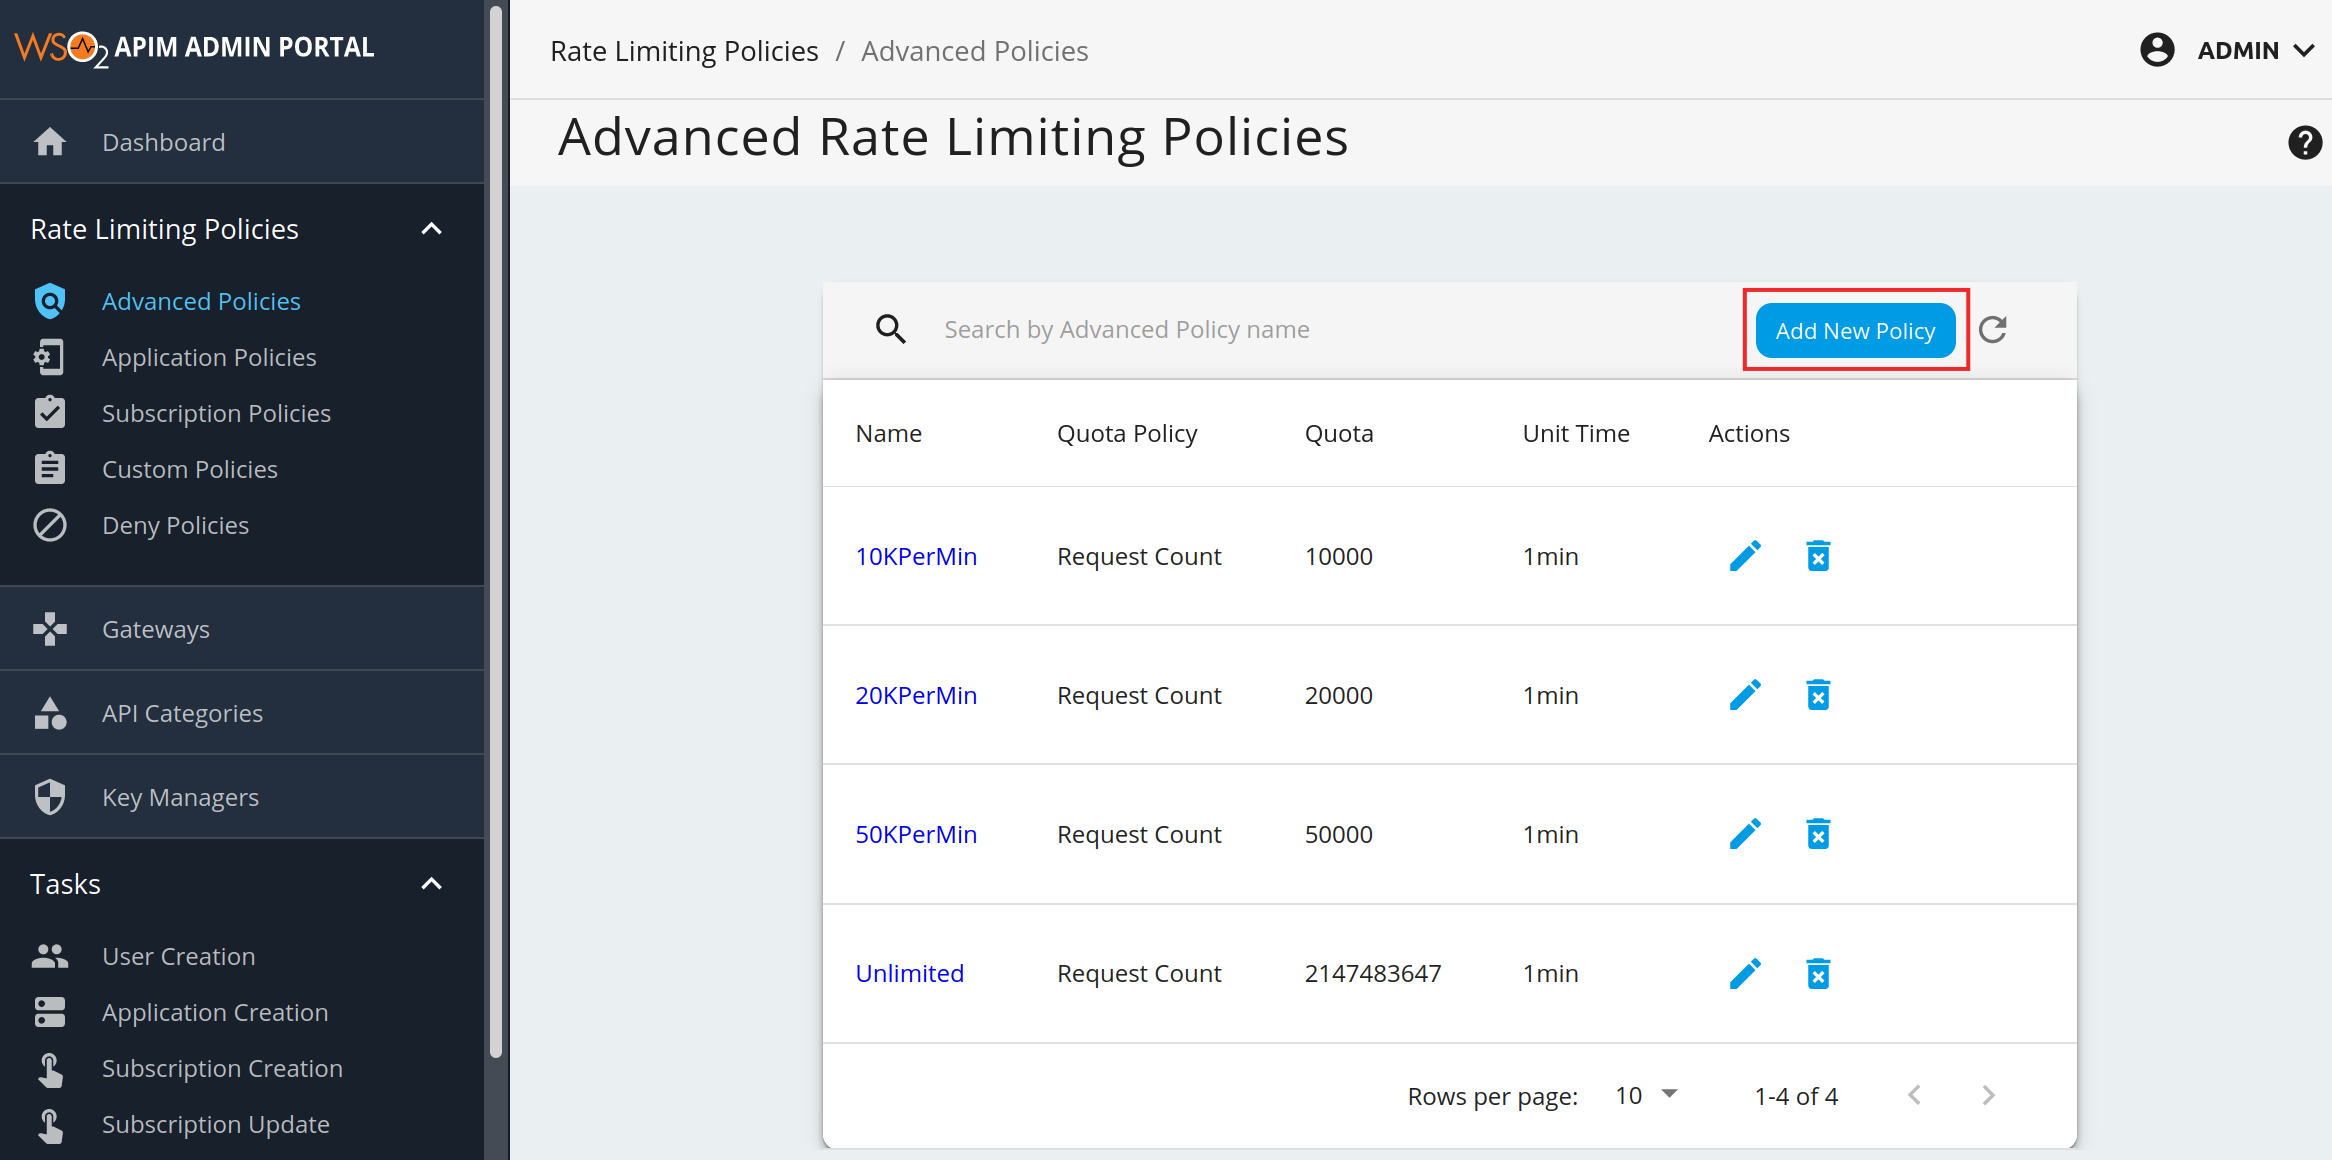 WSO2 APIM ADMIN PORTAL
Dashboard
Rate Limiting Policies
Advanced Policies
Application Policies
Subscription Policies
Custom Policies
Deny Policies
Gateways
API Categories
Key Managers
Tasks
User Creation
Application Creation
Subscription Creation
Subscription Update
Rate Limiting Policies / Advanced Policies
ADMIN
Advanced Rate Limiting Policies
?
Search by Advanced Policy name
Add New Policy
Name Quota Policy Quota Unit Time Actions
10KPerMin Request Count 10000 1min
20KPerMin Request Count 20000 1min
50KPerMin Request Count 50000 1min
Unlimited Request Count 2147483647 1min
Rows per page: 10 1-4 of 4